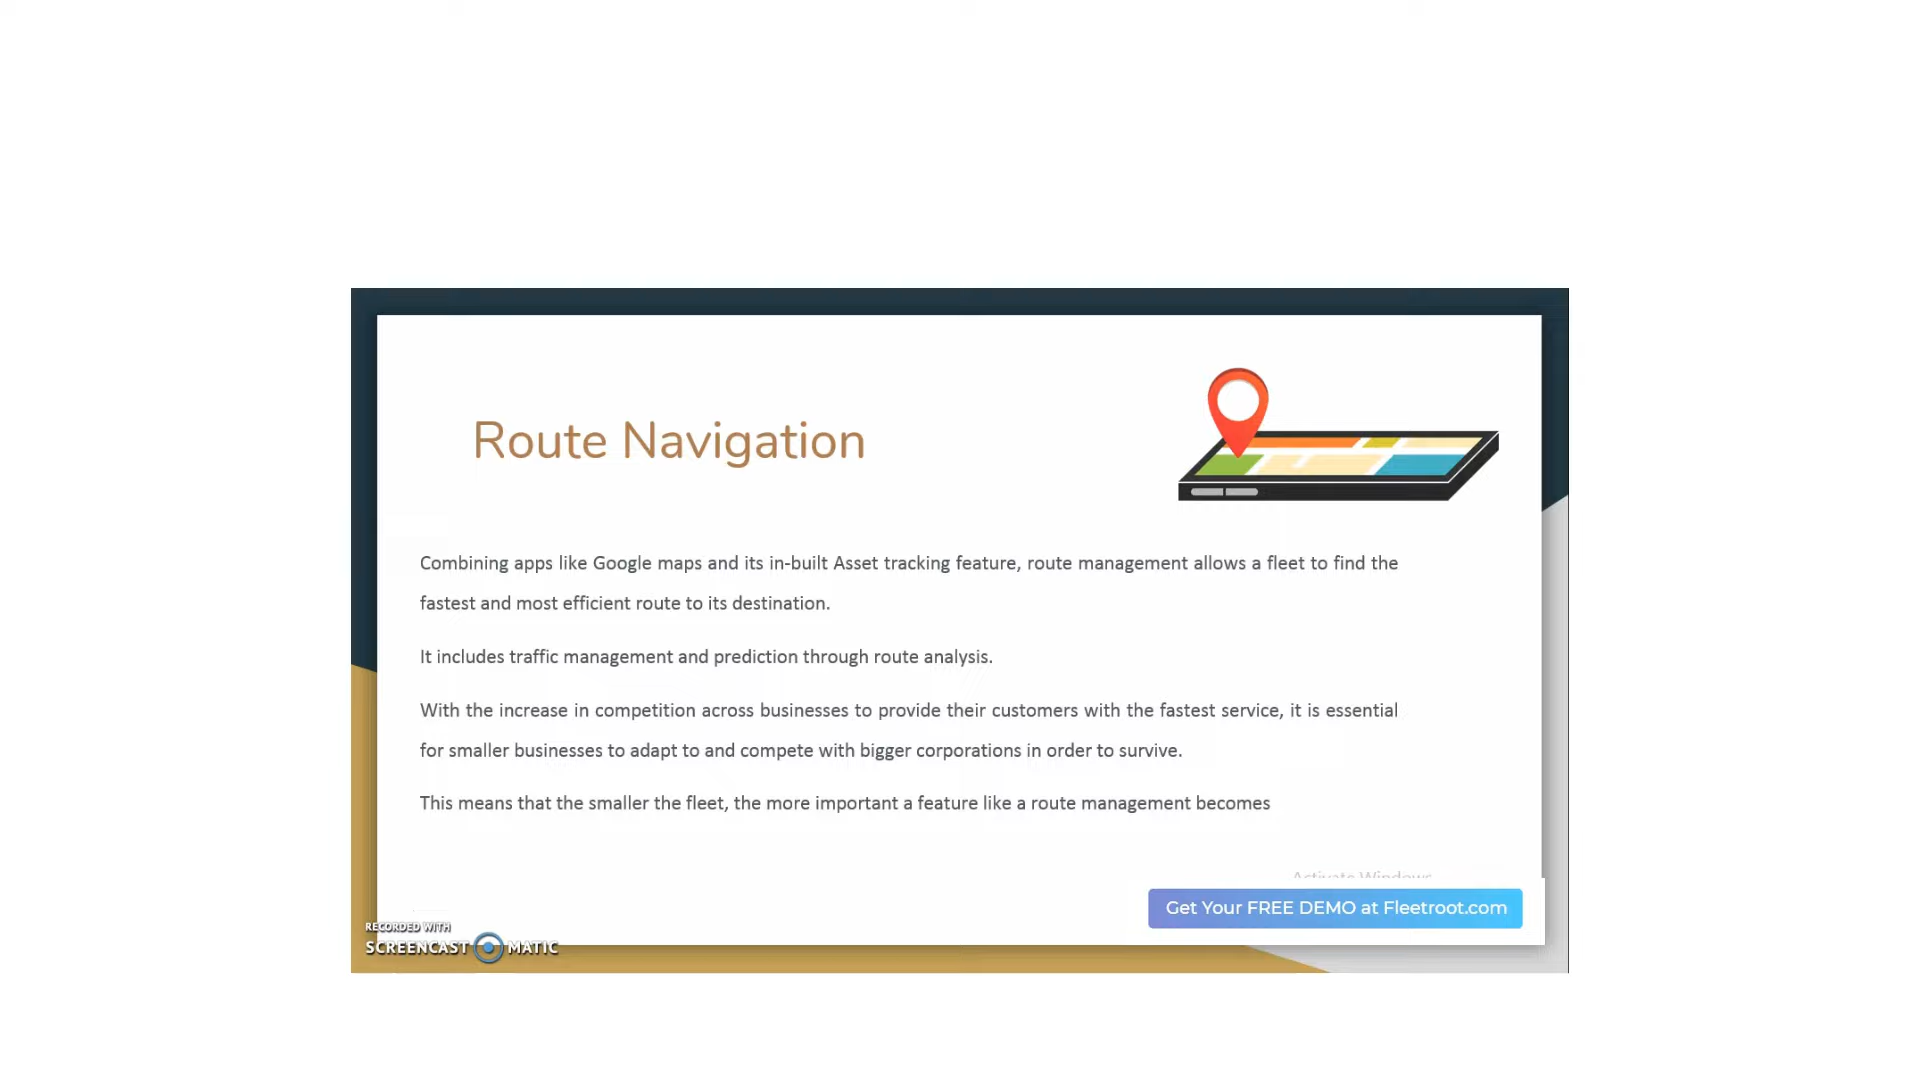 Route Navigation
Combining apps like Google maps and its in-built Asset tracking feature, route management allows a fleet to find the
fastest and most efficient route to its destination.
It includes traffic management and prediction through route analysis.
With the increase in competition across businesses to provide their customers with the fastest service, it is essential
for smaller businesses to adapt to and compete with bigger corporations in order to survive.
This means that the smaller the fleet, the more important a feature like a route management becomes
Activate Windows
Get Your FREE DEMO at Fleetroot.com
RECORDED WITH
SCREENCAST MATIC